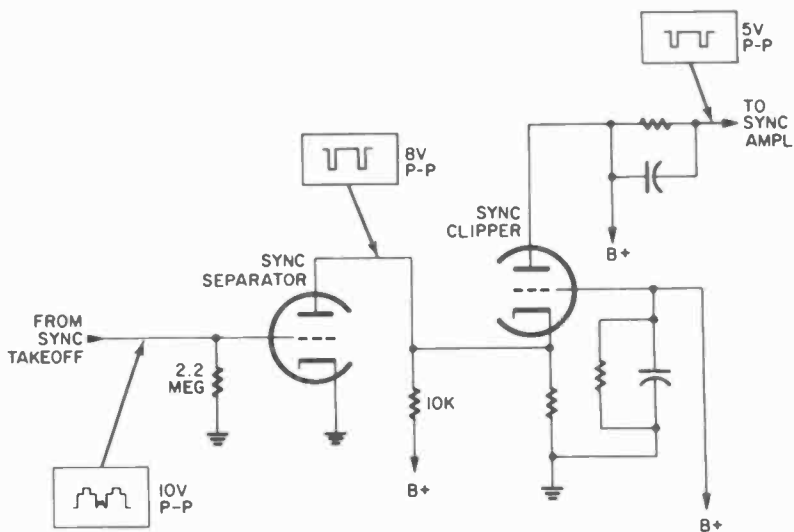 5V
P-P
TO
SYNC
AMPL
8V
P-P
SYNC
CLIPPER
B+
SYNC
SEPARATOR
FROM
SYNC
TAKEOFF
2.2
MEG
10K
B+
10V
P-P
B+